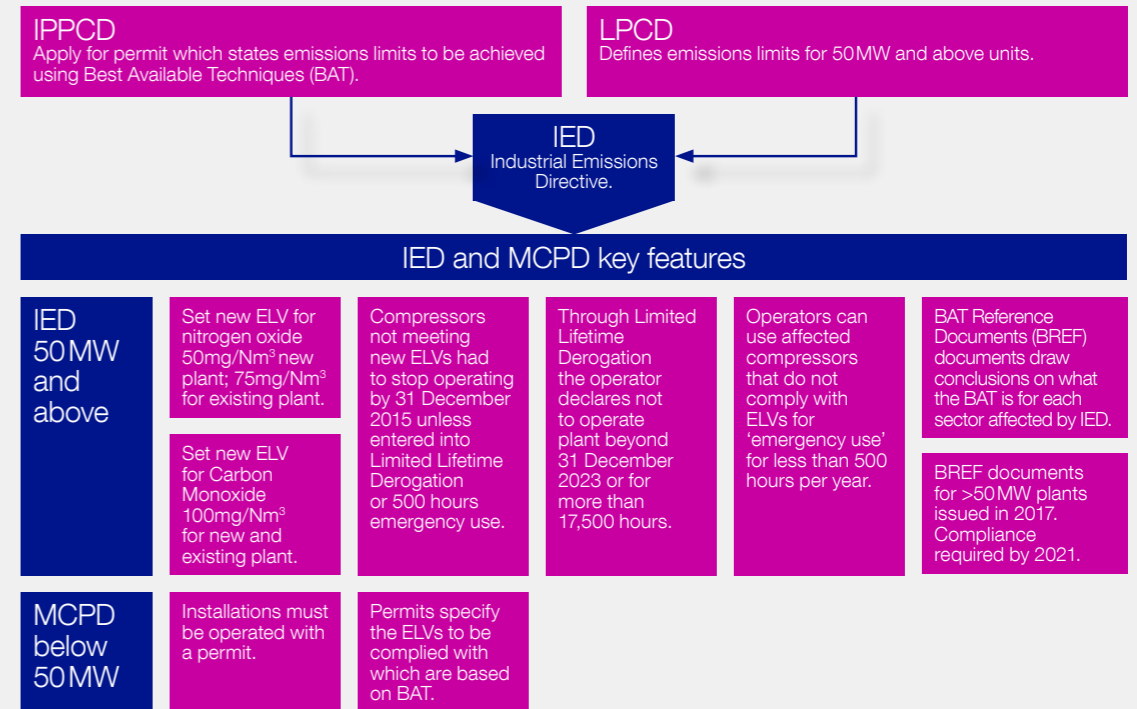 IPPCD
Apply for permit which states emissions limits to be achieved
using Best Available Techniques (BAT).
LPCD
Defines emissions limits for 50MW and above units.
IED
Industrial Emissions
Directive.
IED and MCPD key features
IED
50MW
and
above
Set new ELV for
nitrogen oxide
50mg/Nm³ new
plant; 75mg/Nm³
for existing plant.
Set new ELV
for Carbon
Monoxide
100mg/Nm³
for new and
existing plant.
Compressors
not meeting
new ELVs had
to stop operating
by 31 December
2015 unless
entered into
Limited Lifetime
Derogation
or 500 hours
emergency use.
Through Limited
Lifetime
Derogation
the operator
declares not
to operate
plant beyond
31 December
2023 or for
more than
17,500 hours.
Operators can
use affected
compressors
that do not
comply with
ELVs for
‘emergency use’
for less than 500
hours per year.
BAT Reference
Documents (BREF)
documents draw
conclusions on what
the BAT is for each
sector affected by IED.
BREF documents
for >50MW plants
issued in 2017.
Compliance
required by 2021.
MCPD
below
50MW
Installations must
be operated with
a permit.
Permits specify
the ELVs to be
complied with
which are based
on BAT.